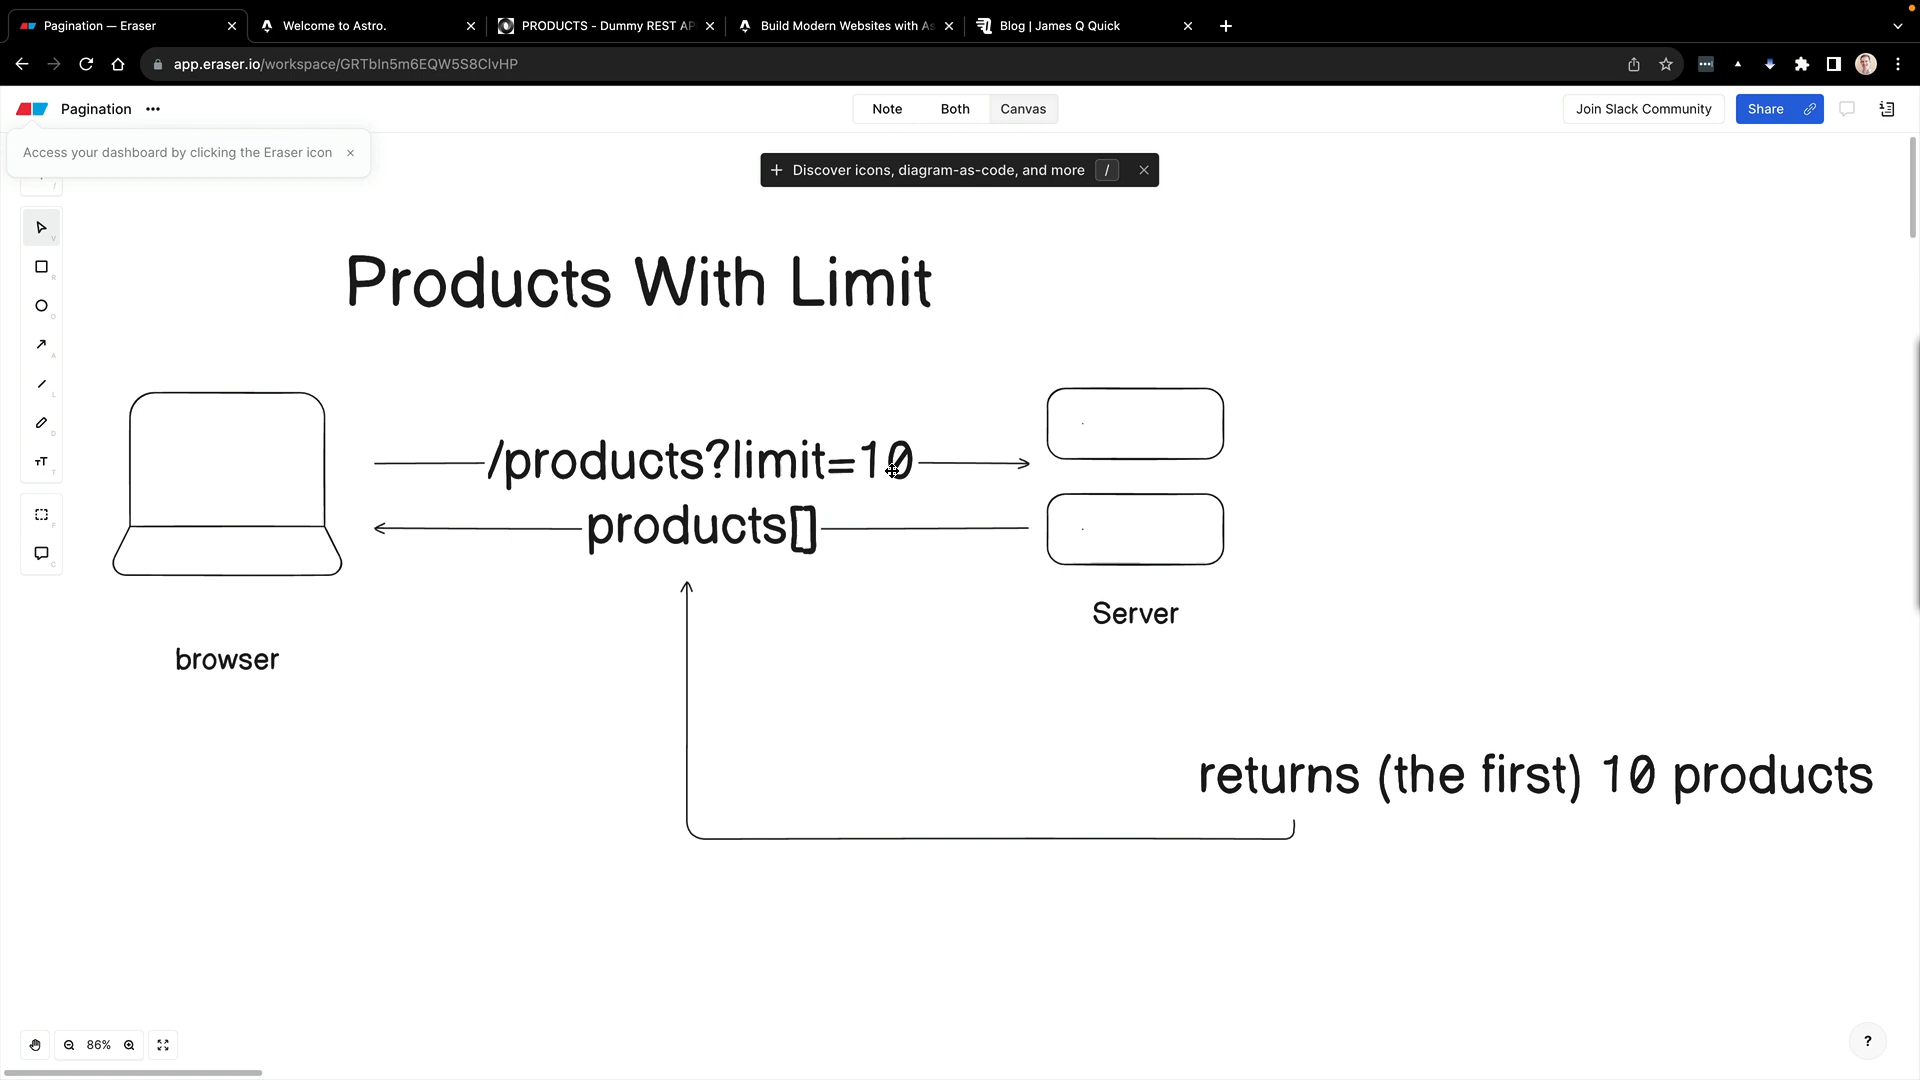 Pagination — Eraser
Welcome to Astro.
PRODUCTS - Dummy REST AP
Build Modern Websites with As
Blog | James Q Quick
app.eraser.io/workspace/GRTbln5m6EQW5S8ClvHP
Pagination
Note
Both
Canvas
Join Slack Community
Share
Access your dashboard by clicking the Eraser icon
Discover icons, diagram-as-code, and more /
/
V
R
O
A
L
D
T
F
C
Products With Limit
/products?limit=10
products[]
browser
Server
returns (the first) 10 products
86%
?